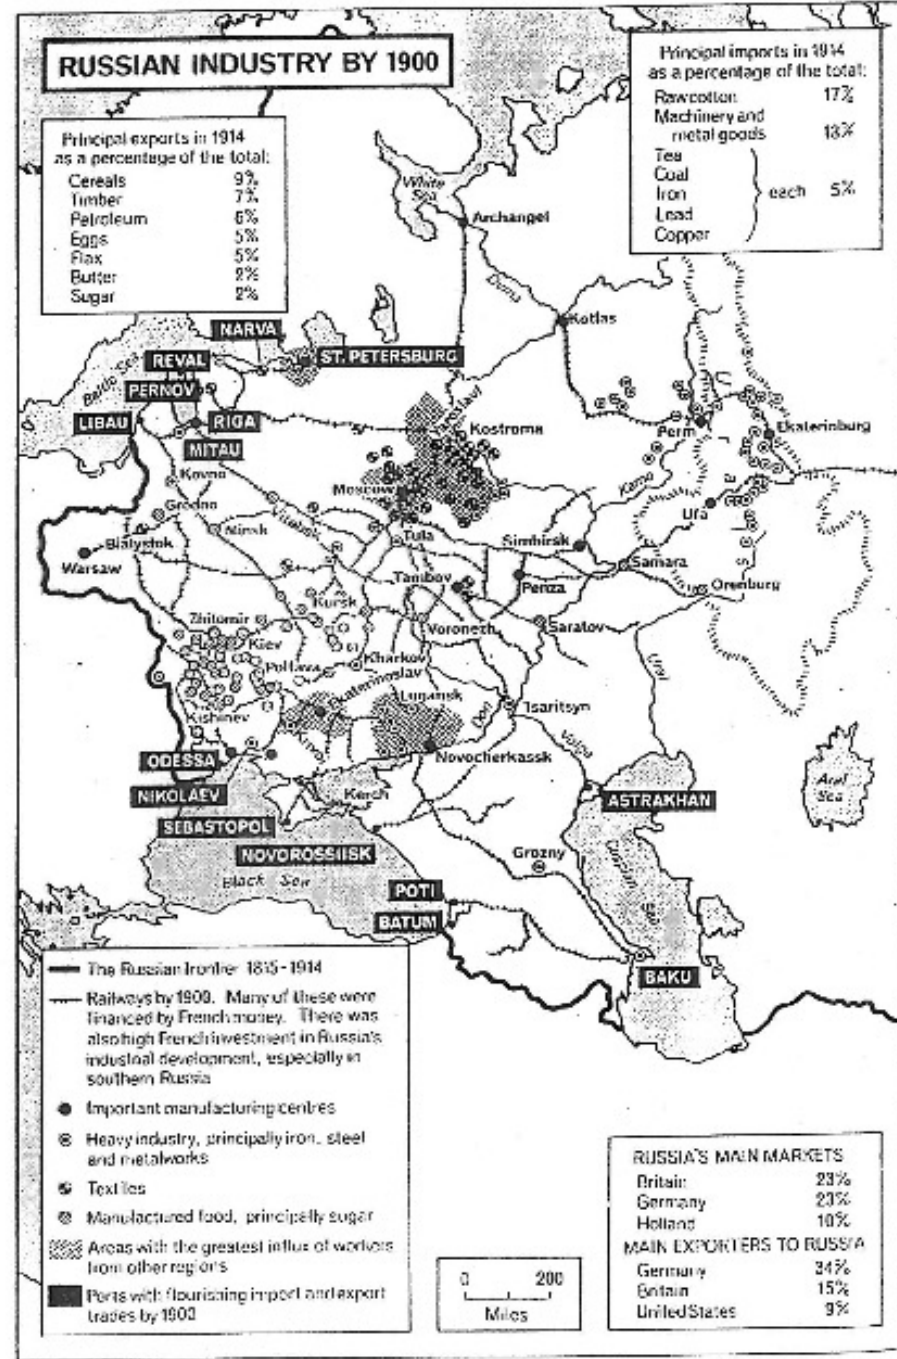 RUSSIAN INDUSTRY BY 1900
Principal exports in 1914
as a percentage of the total:
Cereals 9%
Timber 7%
Petroleum 6%
Eggs 5%
Flax 5%
Butter 2%
Sugar 2%
Principal imports in 1914
as a percentage of the total:
Raw cotton 17%
Machinery and
metal goods 13%
Tea
Coal
Iron each 5%
Lead
Copper
White
Sea
Archangel
Dvina
Kotlas
NARVA
ST. PETERSBURG
REVAL
Baltic Sea
PERNOV
LIBAU
RIGA
MITAU
Yaroslavl
Kostroma
Perm
Ekaterinburg
Kama
Ufa
Kovno
Grodno
Minsk
Vitebsk
Moscow
Bialystok
Warsaw
Tula
Simbirsk
Samara
Orenburg
Tambov
Penza
Kursk
Voronezh
Saratov
Zhitomir
Kiev
Poltava
Kharkov
Ekaterinoslav
Lugansk
Don
Tsaritsyn
Volga
Ural
Kishinev
ODESSA
NIKOLAEV
SEBASTOPOL
Kerch
NOVOROSSIISK
Novocherkassk
ASTRAKHAN
Aral
Sea
Black Sea
Grozny
Caspian Sea
POTI
BATUM
BAKU
The Russian frontier 1815-1914
Railways by 1900. Many of these were
financed by French money. There was
also high French investment in Russia's
industrial development, especially in
southern Russia
Important manufacturing centres
Heavy industry, principally iron, steel
and metalworks
Textiles
Manufactured food, principally sugar
Areas with the greatest influx of workers
from other regions
Ports with flourishing import and export
trades by 1900
0 200
Miles
RUSSIA'S MAIN MARKETS
Britain 23%
Germany 23%
Holland 10%
MAIN EXPORTERS TO RUSSIA
Germany 34%
Britain 15%
United States 9%